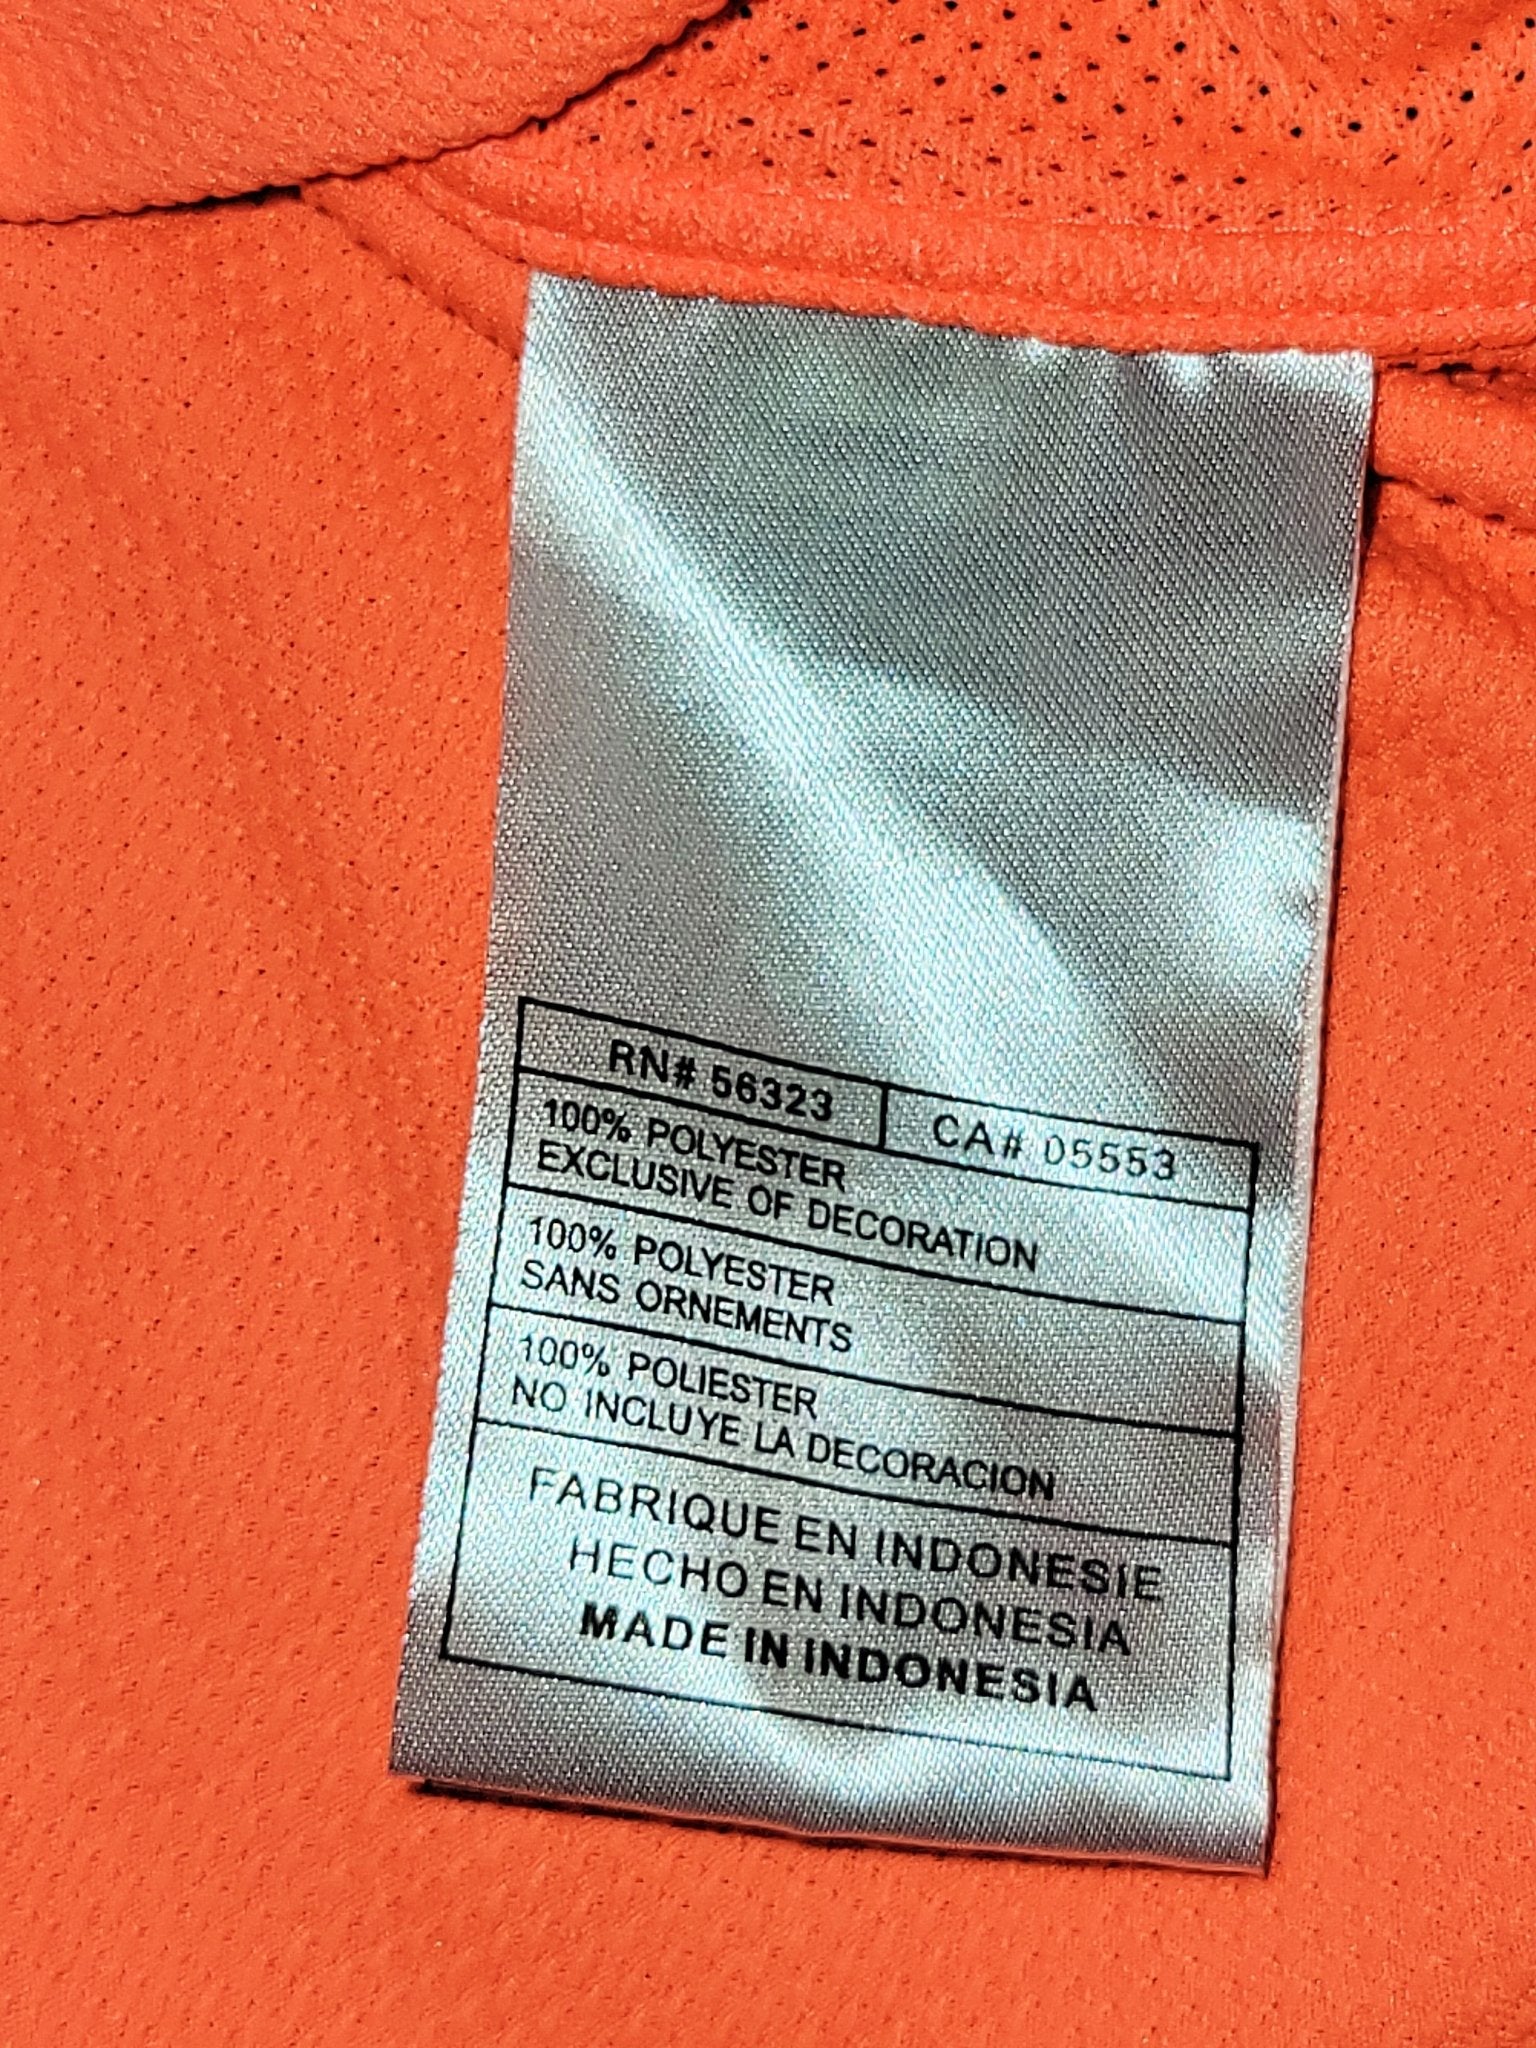 RN# 56323 CA# 05553
100% POLYESTER
EXCLUSIVE OF DECORATION
100% POLYESTER
SANS ORNEMENTS
100% POLIESTER
NO INCLUYE LA DECORACION
FABRIQUE EN INDONESIE
HECHO EN INDONESIA
MADE IN INDONESIA